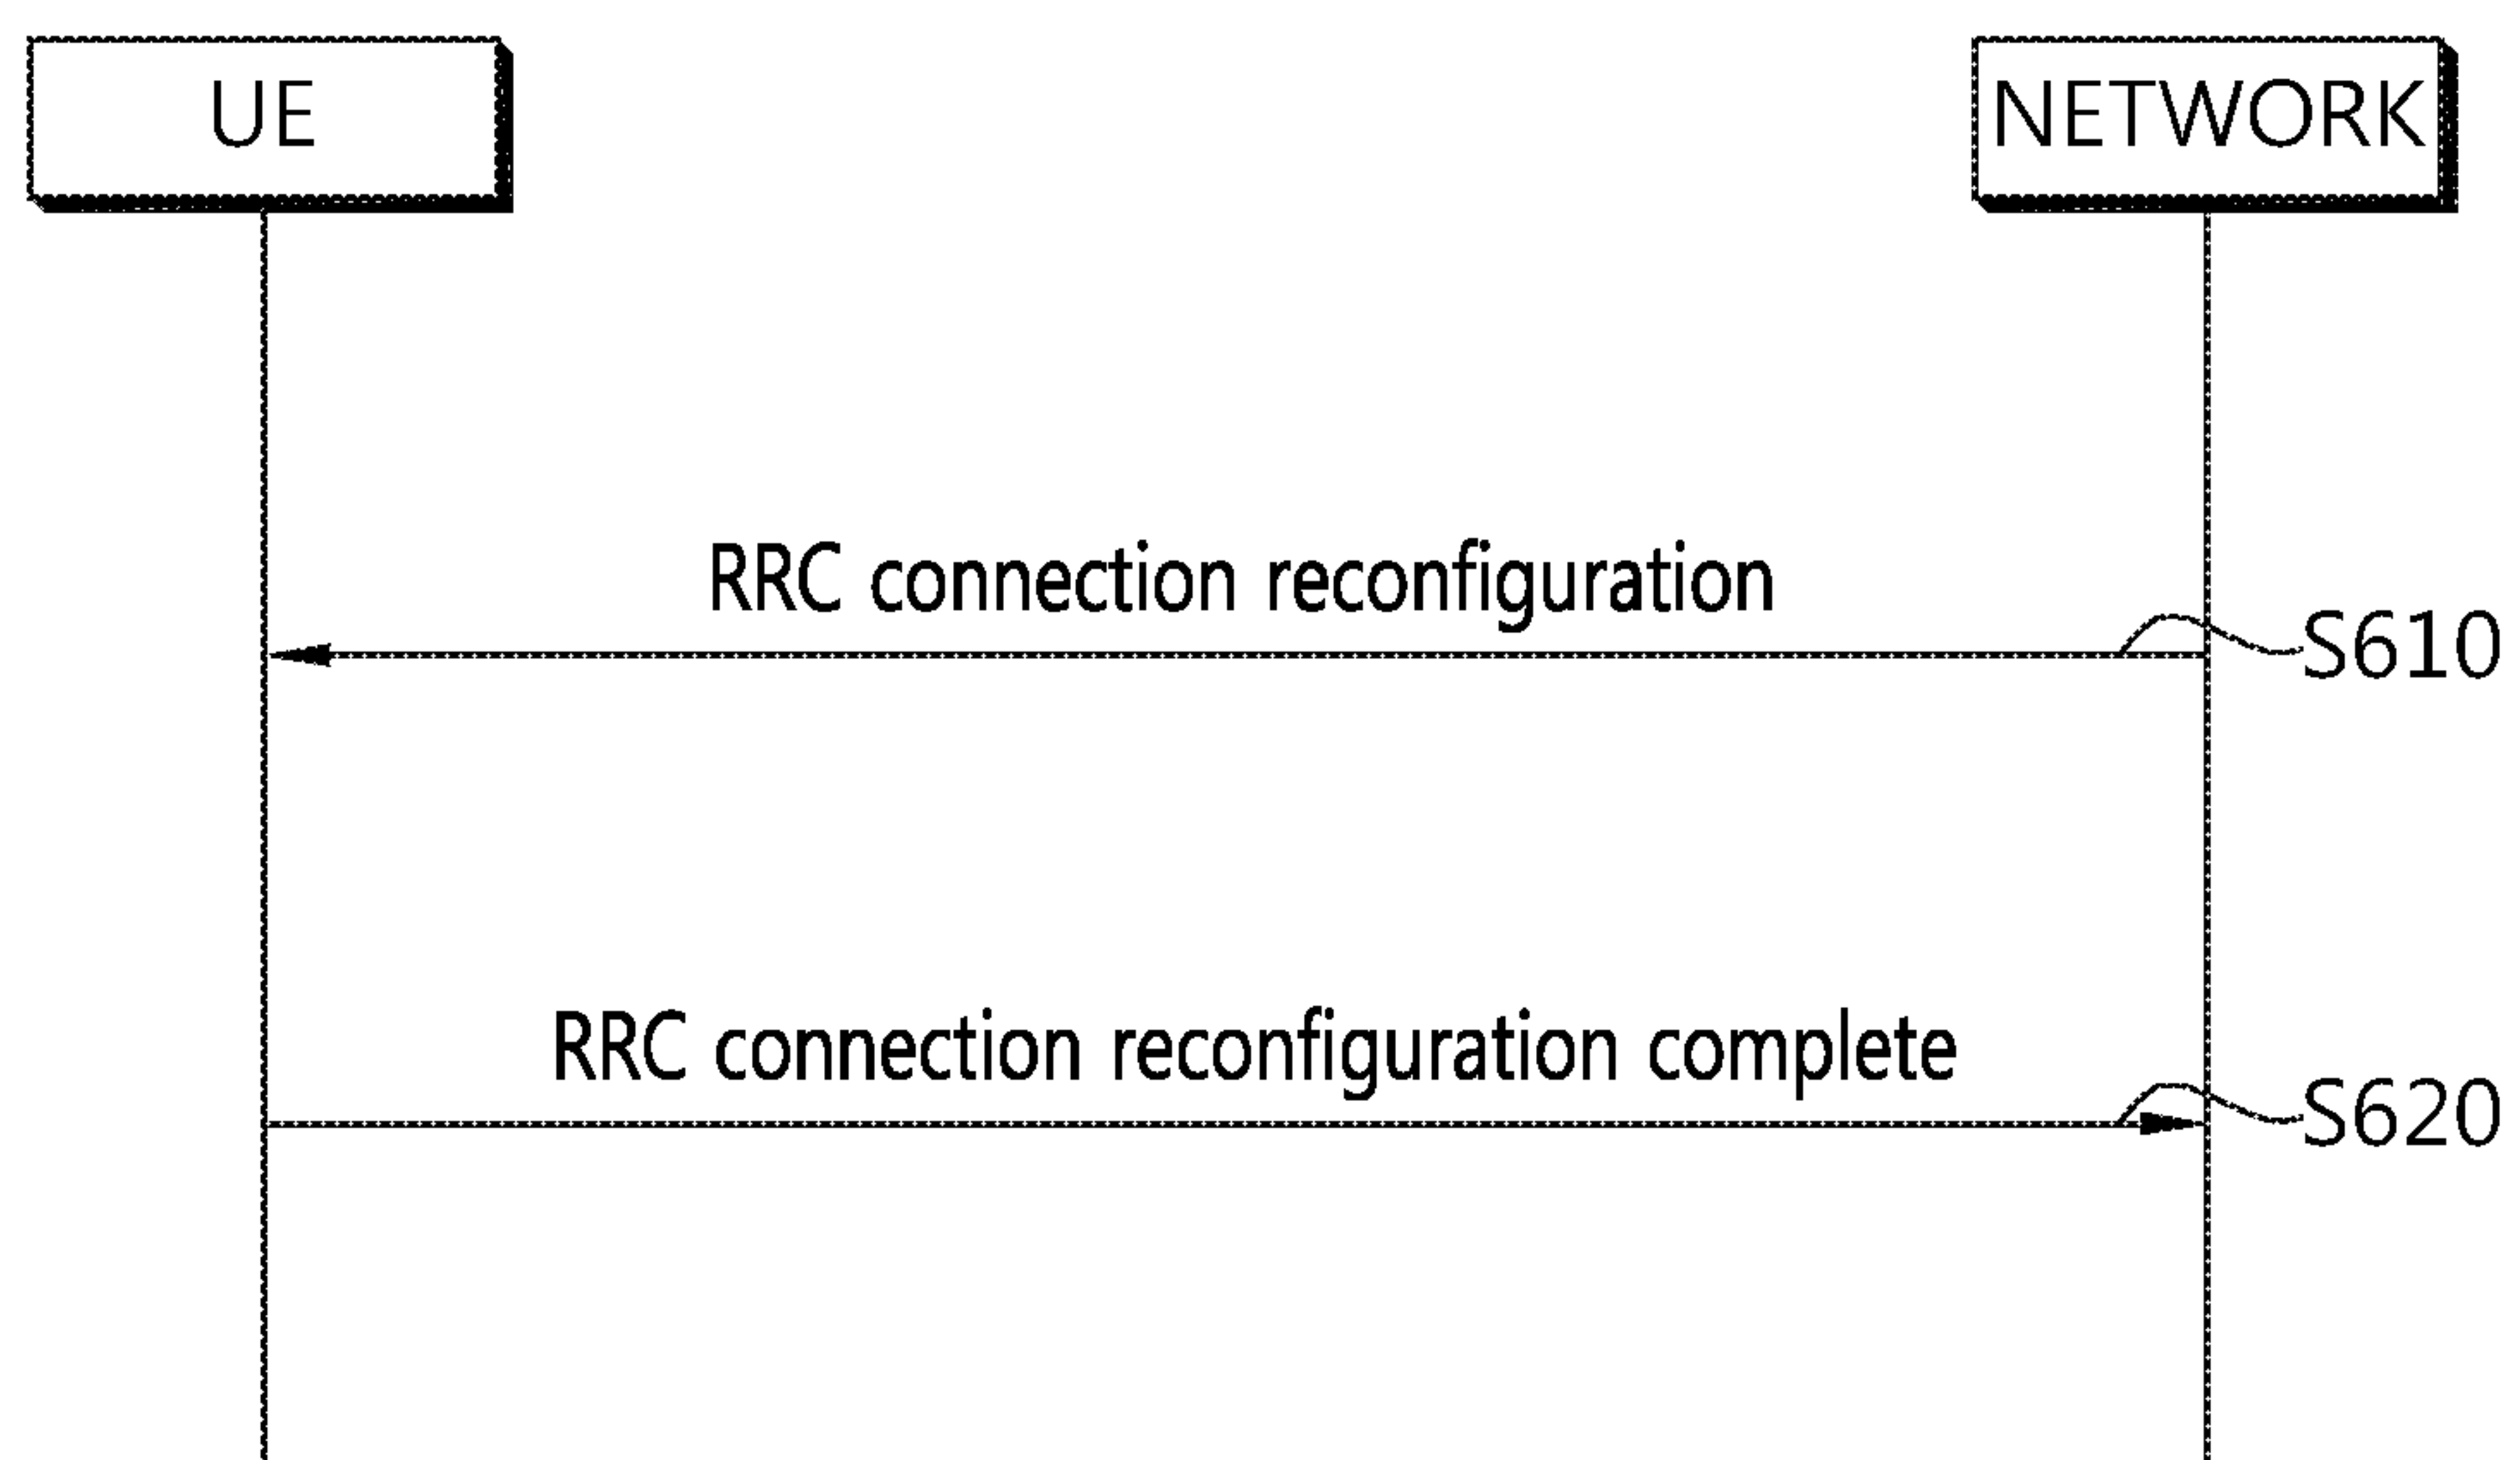 UE
NETWORK
RRC connection reconfiguration
S610
RRC connection reconfiguration complete
S620